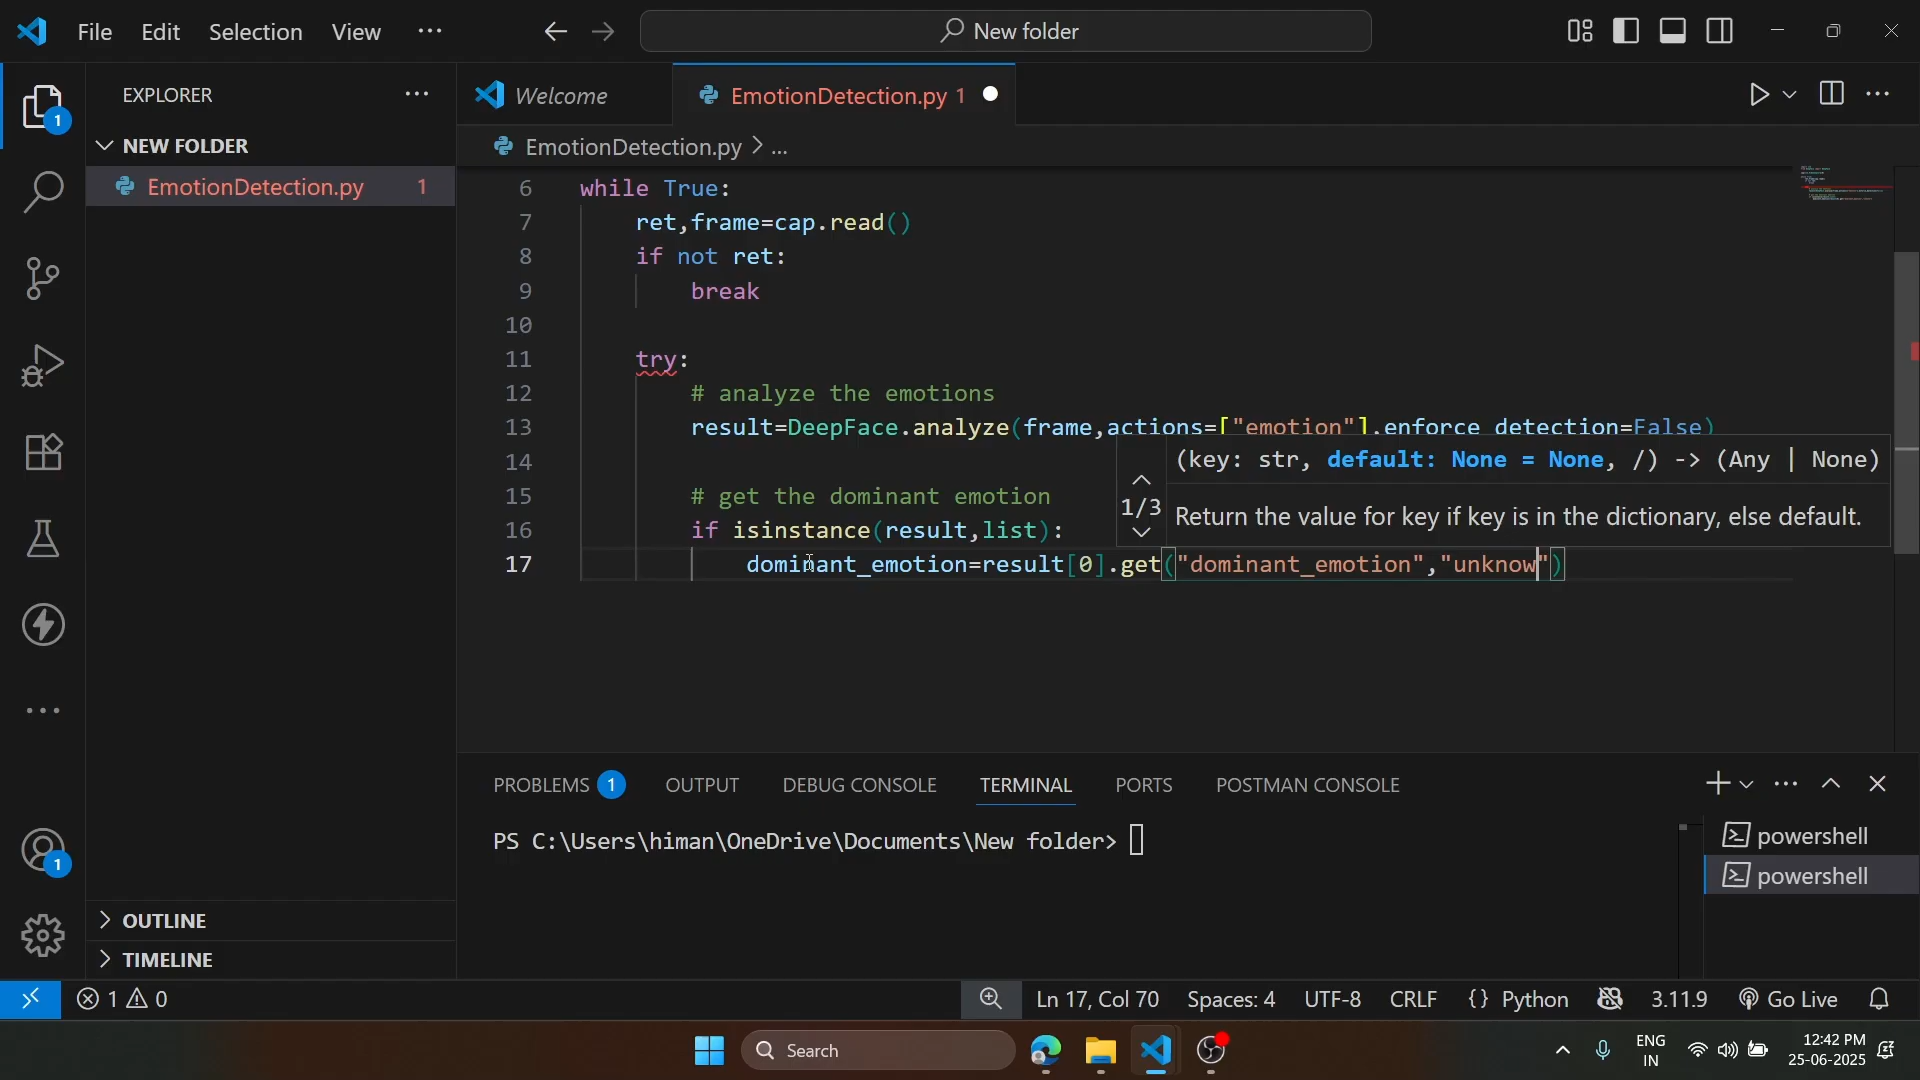 File Edit Selection View ··· New folder
EXPLORER ···
Welcome
EmotionDetection.py 1
NEW FOLDER
EmotionDetection.py 1
EmotionDetection.py > ...
6 while True:
7 ret,frame=cap.read()
8 if not ret:
9 break
10
11 try:
12 # analyze the emotions
13 result=DeepFace.analyze(frame,actions=["emotion"],enforce_detection=False)
14
15 # get the dominant emotion
16 if isinstance(result,list):
17 dominant_emotion=result[0].get("dominant_emotion","unknow")
1/3
(key: str, default: None = None, /) -> (Any | None)
Return the value for key if key is in the dictionary, else default.
PROBLEMS 1 OUTPUT DEBUG CONSOLE TERMINAL PORTS POSTMAN CONSOLE
PS C:\Users\himan\OneDrive\Documents\New folder>
powershell
powershell
OUTLINE
TIMELINE
1
1
1 0 Ln 17, Col 70 Spaces: 4 UTF-8 CRLF {} Python 3.11.9 Go Live
Search
ENG
IN
12:42 PM
25-06-2025